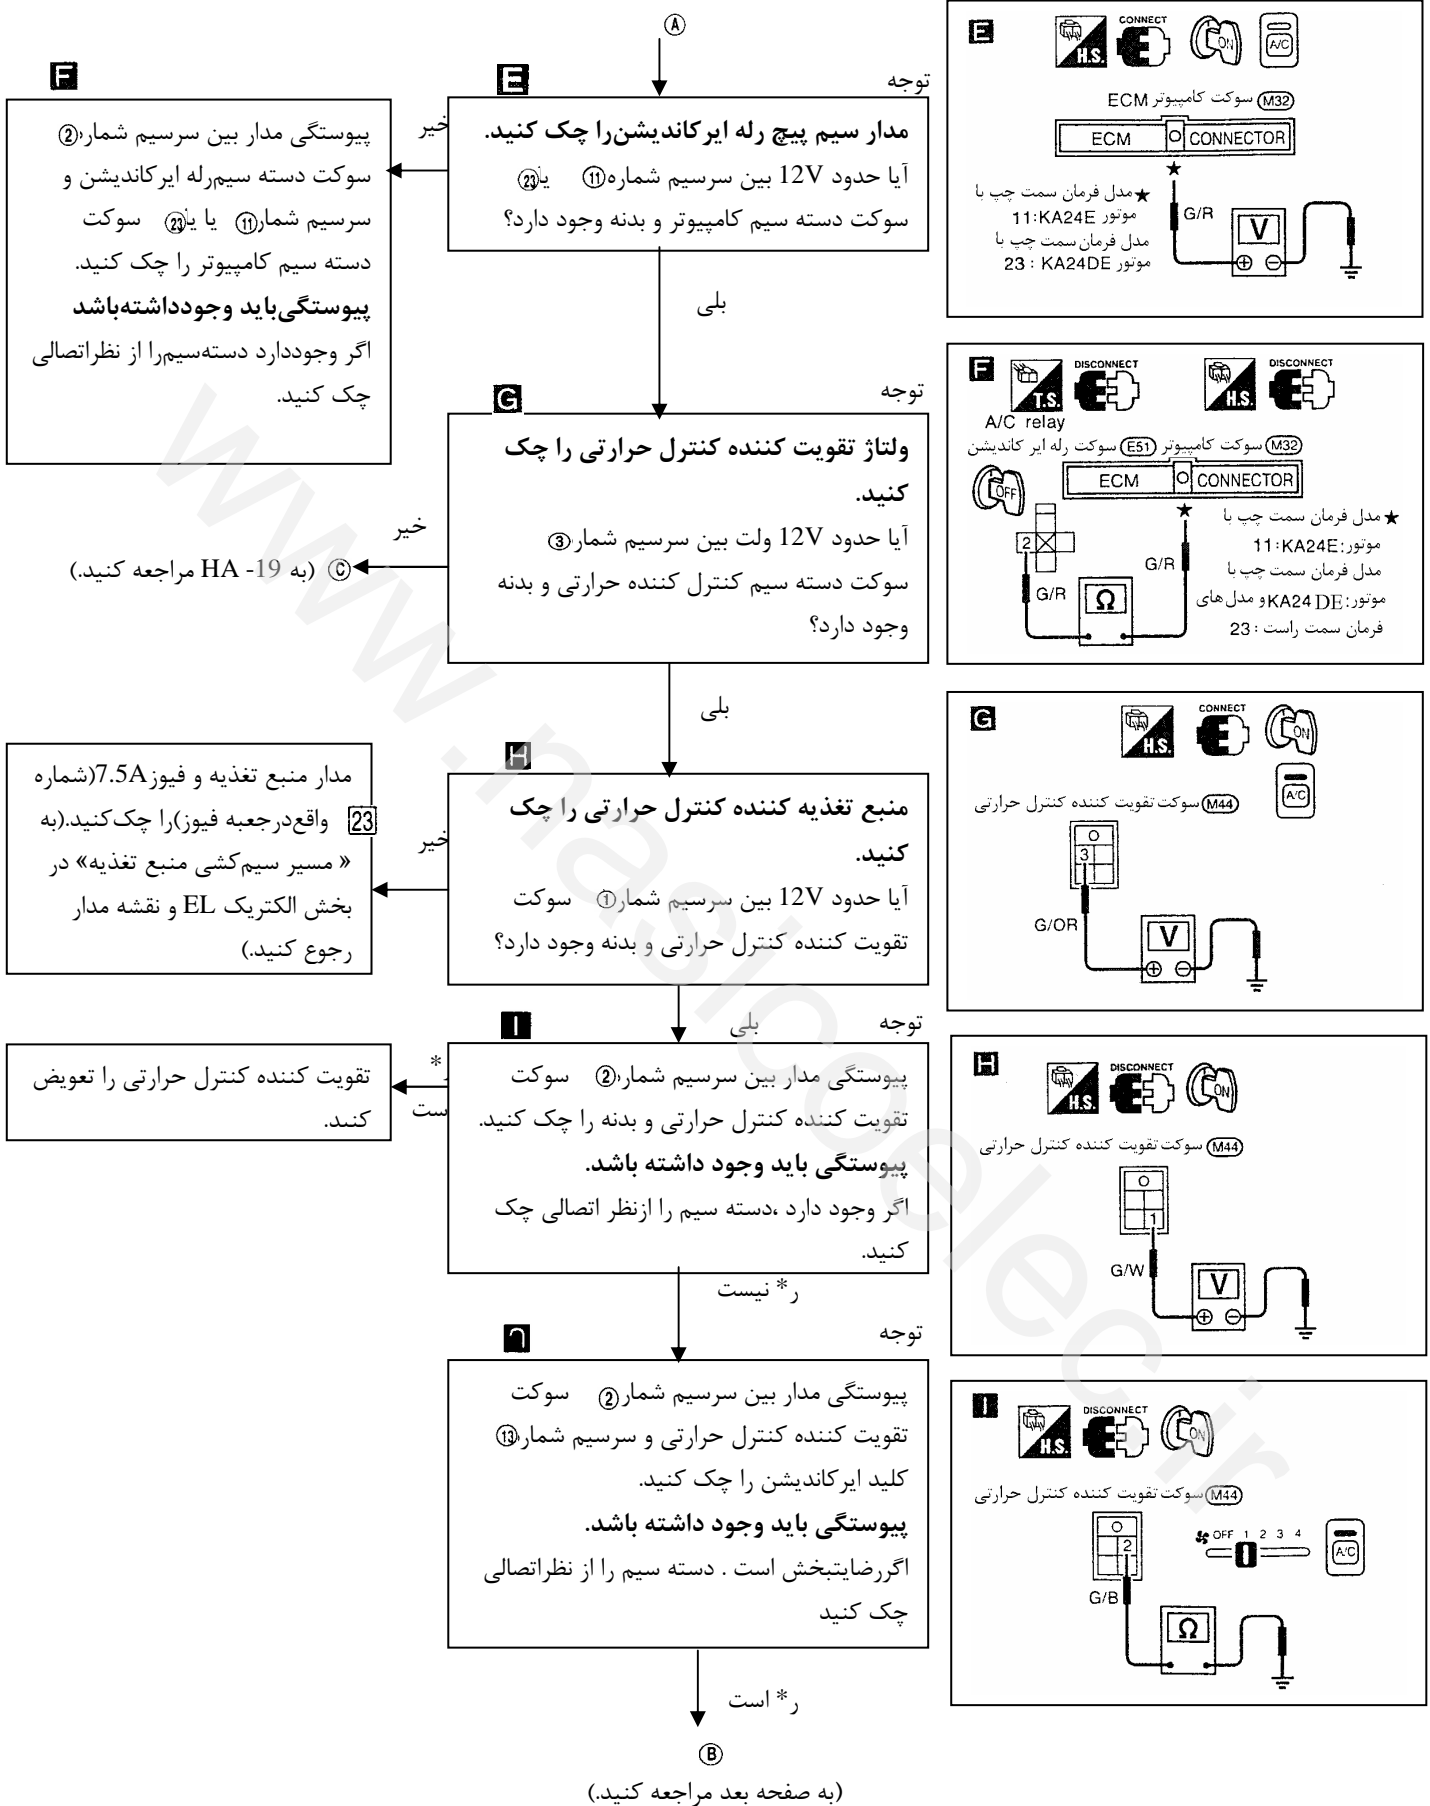 Ⓐ
E
توجه
مدار سیم پیچ رله ایرکاندیشن‌را چک کنید.
آیا حدود 12V بین سرسیم شماره⑪ یا㉓
سوکت دسته سیم کامپیوتر و بدنه وجود دارد؟
خیر
بلی
F
پیوستگی مدار بین سرسیم شمار②
سوکت دسته سیم‌رله ایرکاندیشن و
سرسیم شمار⑪ یا یا㉓ سوکت
دسته سیم کامپیوتر را چک کنید.
پیوستگی‌باید وجودداشته‌باشد
اگر وجوددارد دسته‌سیم‌را از نظراتصالی
چک کنید.
G
توجه
ولتاژ تقویت کننده کنترل حرارتی را چک
کنید.
آیا حدود 12V ولت بین سرسیم شمار③
سوکت دسته سیم کنترل کننده حرارتی و بدنه
وجود دارد؟
خیر
Ⓒ (به HA -19 مراجعه کنید.)
بلی
H
منبع تغذیه کننده کنترل حرارتی را چک
کنید.
آیا حدود 12V بین سرسیم شمار① سوکت
تقویت کننده کنترل حرارتی و بدنه وجود دارد؟
خیر
مدار منبع تغذیه و فیوز7.5A(شماره
23 واقع‌درجعبه فیوز)را چک‌کنید.(به
« مسیر سیم‌کشی منبع تغذیه» در
بخش الکتریک EL و نقشه مدار
رجوع کنید.)
بلی
I
توجه
پیوستگی مدار بین سرسیم شمار② سوکت
تقویت کننده کنترل حرارتی و بدنه را چک کنید.
پیوستگی باید وجود داشته باشد.
اگر وجود دارد ،دسته سیم را ازنظر اتصالی چک
کنید.
*
ست
تقویت کننده کنترل حرارتی را تعویض
کنید.
ر* نیست
توجه
پیوستگی مدار بین سرسیم شمار② سوکت
تقویت کننده کنترل حرارتی و سرسیم شمار⑬
کلید ایرکاندیشن را چک کنید.
پیوستگی باید وجود داشته باشد.
اگررضایتبخش است . دسته سیم را از نظراتصالی
چک کنید
ر* است
Ⓑ
(به صفحه بعد مراجعه کنید.)
E
H.S.
CONNECT
ON
A/C
M32 سوکت کامپیوتر ECM
ECM CONNECTOR
★
★مدل فرمان سمت چپ با
موتور 11:KA24E
مدل فرمان سمت چپ با
موتور 23 : KA24DE
G/R
V
F
T.S.
DISCONNECT
H.S.
DISCONNECT
A/C relay
M32 سوکت کامپیوتر E51 سوکت رله ایر کاندیشن
OFF
ECM CONNECTOR
★
2
G/R
G/R
Ω
★ مدل فرمان سمت چپ با
موتور:11:KA24E
مدل فرمان سمت چپ با
موتور:KA24 DEو مدل های
فرمان سمت راست : 23
G
H.S.
CONNECT
ON
A/C
M44 سوکت تقویت کننده کنترل حرارتی
3
G/OR
V
H
H.S.
DISCONNECT
ON
M44 سوکت تقویت کننده کنترل حرارتی
1
G/W
V
I
H.S.
DISCONNECT
ON
M44 سوکت تقویت کننده کنترل حرارتی
2
OFF 1 2 3 4
A/C
G/B
Ω
www.nasicoelec.ir